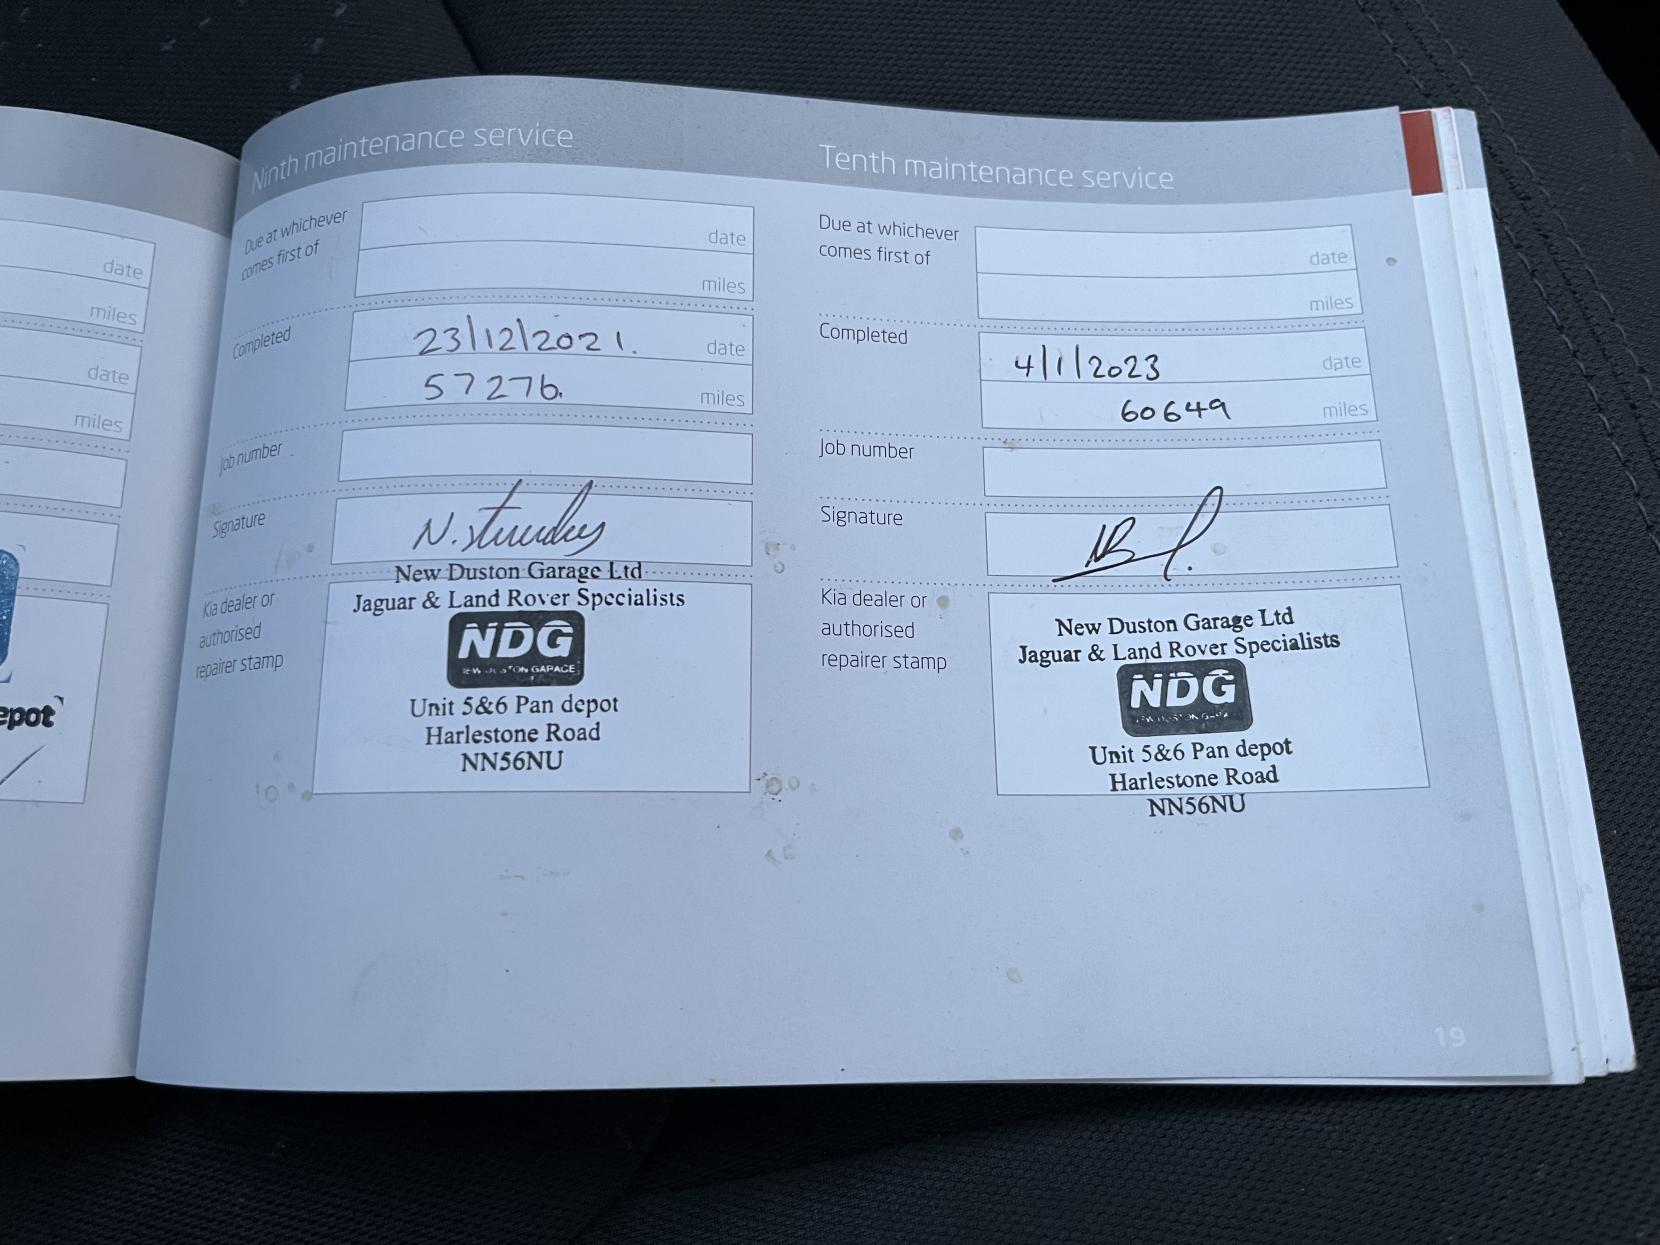 date
miles
date
miles
epot
Ninth maintenance service
Due at whichever
comes first of
date
miles
Completed
23/12/2021.
date
57276.
miles
Job number
Signature
Kia dealer or
authorised
repairer stamp
New Duston Garage Ltd
Jaguar & Land Rover Specialists
NDG
Unit 5&6 Pan depot
Harlestone Road
NN56NU
Tenth maintenance service
Due at whichever
comes first of
date
miles
Completed
4/1/2023
date
60649
miles
Job number
Signature
Kia dealer or
authorised
repairer stamp
New Duston Garage Ltd
Jaguar & Land Rover Specialists
NDG
Unit 5&6 Pan depot
Harlestone Road
NN56NU
19